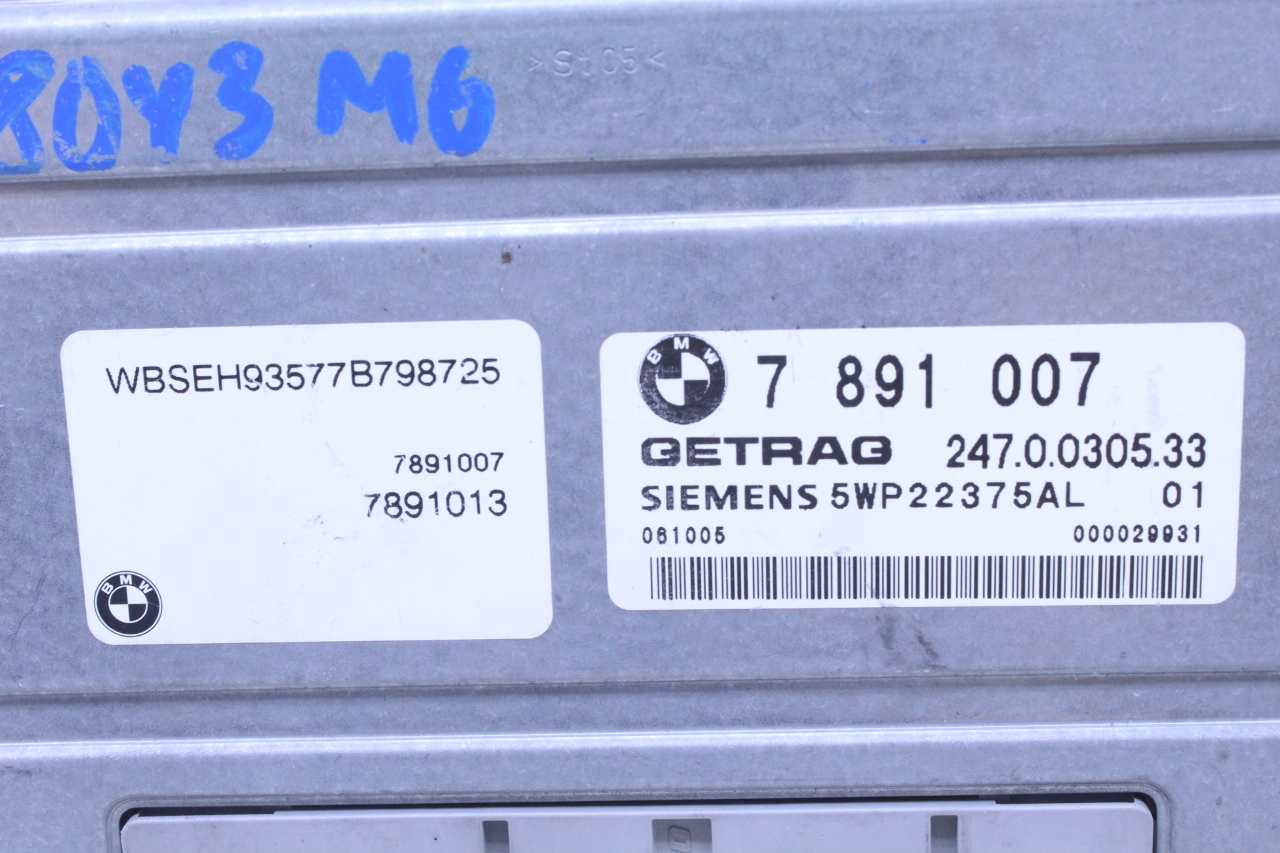 80Y3 M6
>St05<
WBSEH93577B798725
7891007
7891013
BMW
BMW
7 891 007
GETRAG 247.0.0305.33
SIEMENS 5WP22375AL 01
061005 000029931